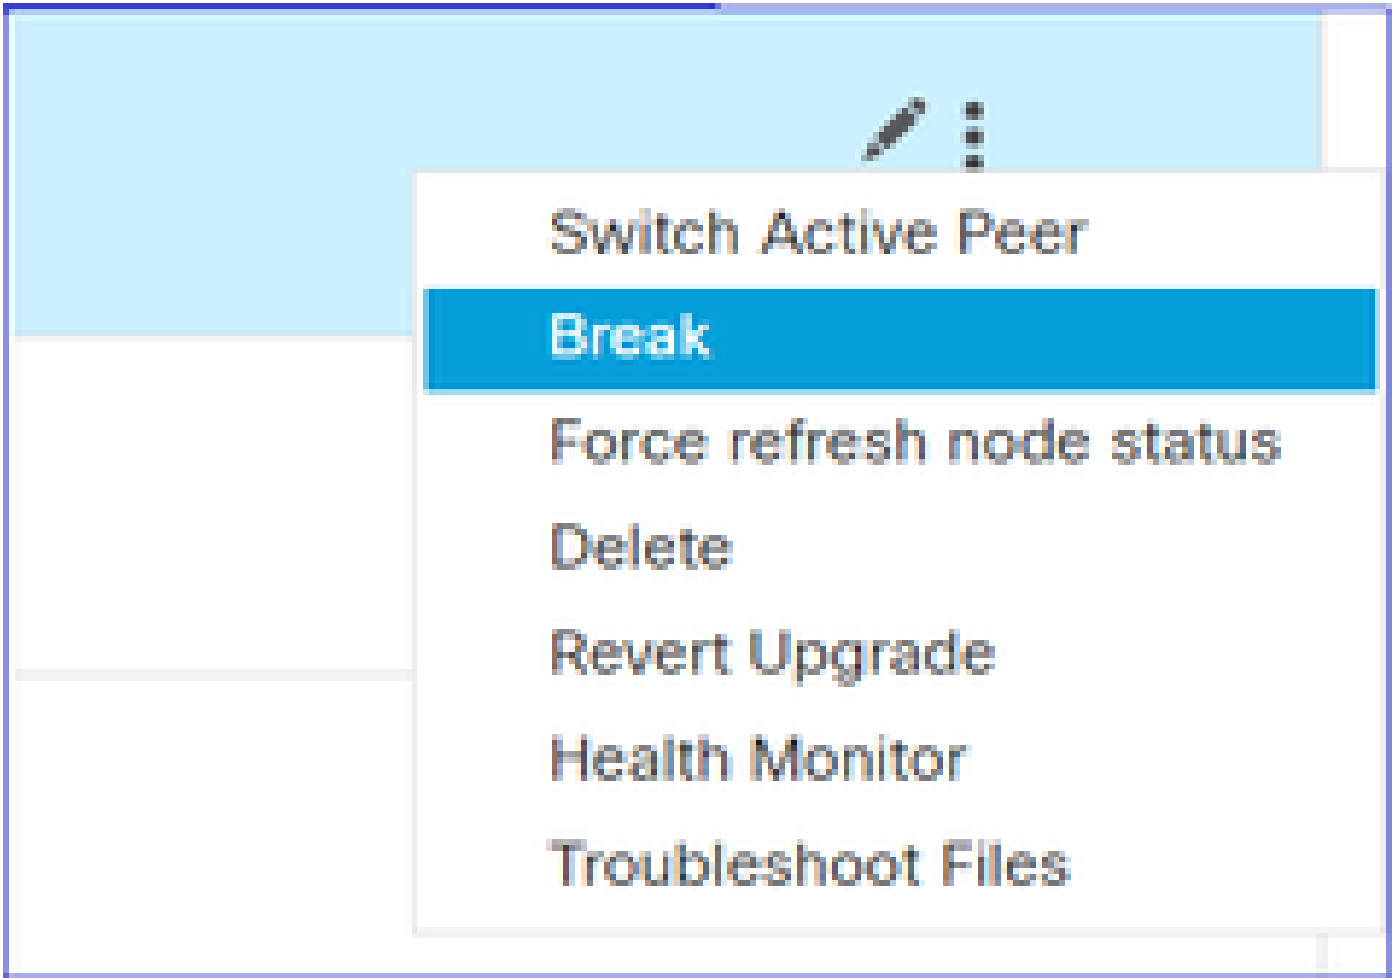 Switch Active Peer
Break
Force refresh node status
Delete
Revert Upgrade
Health Monitor
Troubleshoot Files